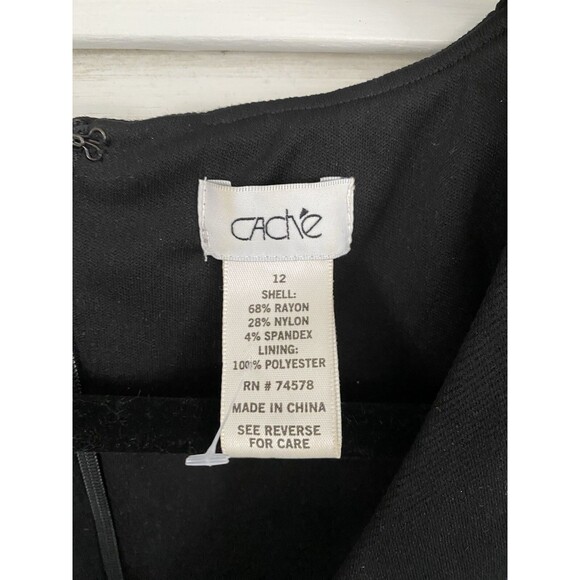 CACHÉ
12
SHELL:
68% RAYON
28% NYLON
4% SPANDEX
LINING:
100% POLYESTER
RN # 74578
MADE IN CHINA
SEE REVERSE
FOR CARE